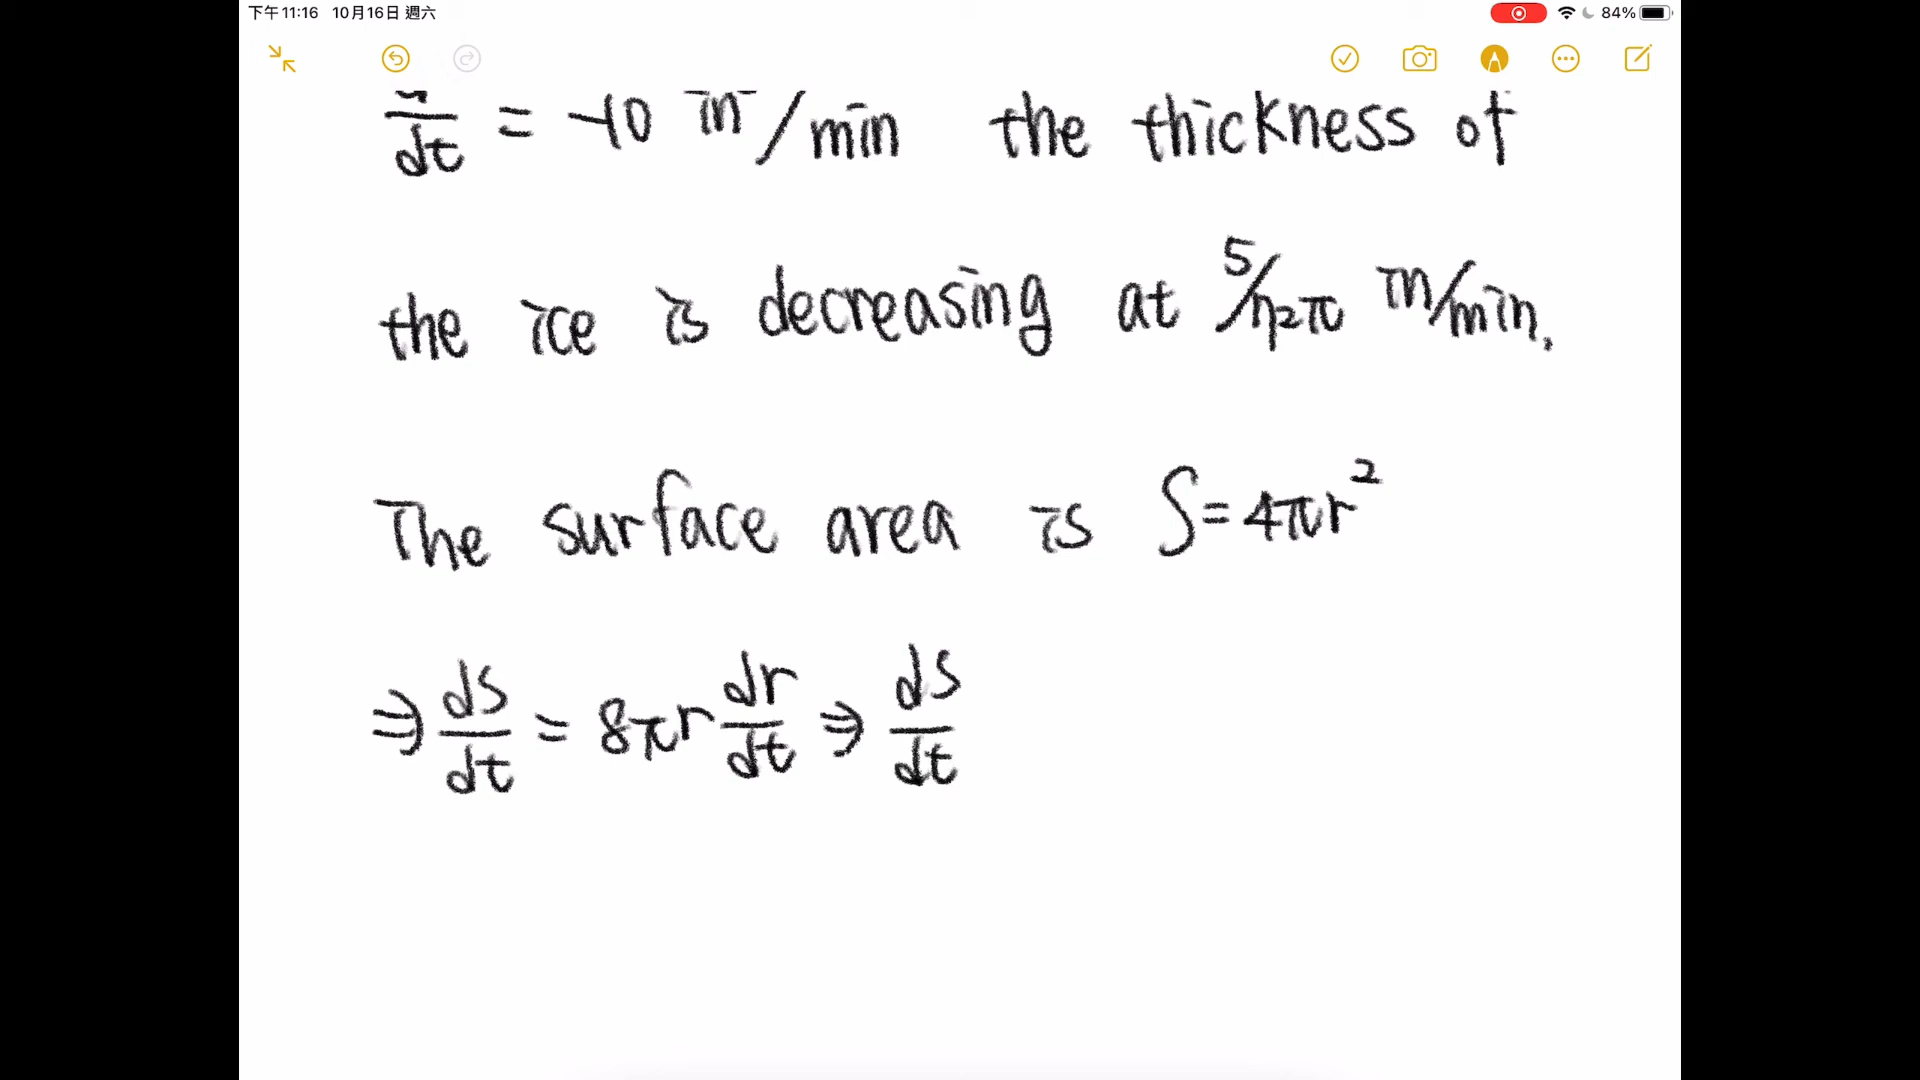 下午11:16 10月16日 週六 84%
dt = -10 in/min the thickness of
the ice is decreasing at 5/72π in/min.
The surface area is S=4πr²
⇒ dS/dt = 8πr dr/dt ⇒ dS/dt